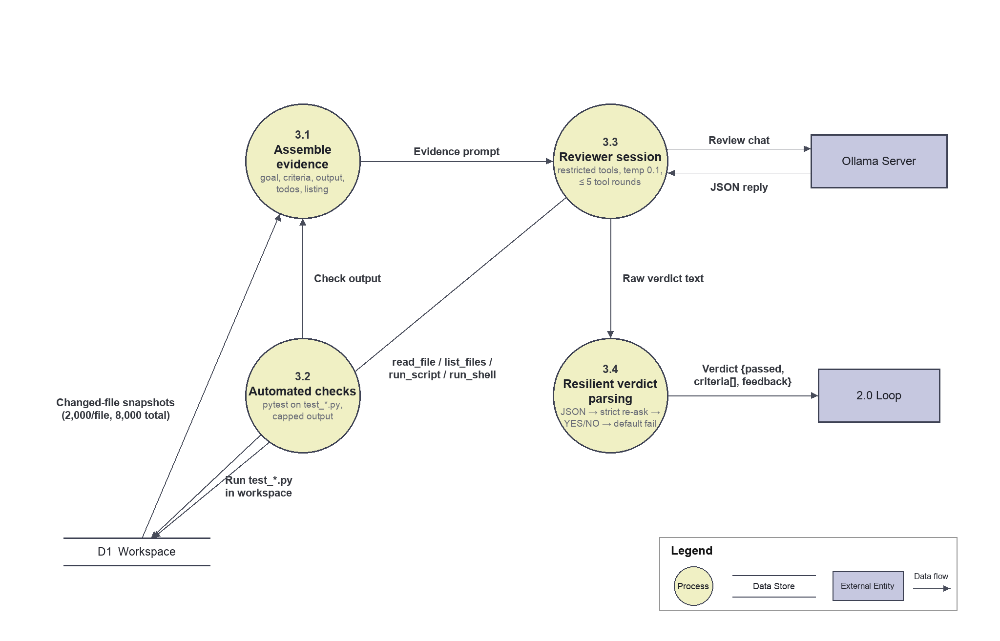 3.1
Assemble
evidence
goal, criteria, output,
todos, listing
Evidence prompt
3.3
Reviewer session
restricted tools, temp 0.1,
≤ 5 tool rounds
Review chat
JSON reply
Ollama Server
Check output
Raw verdict text
read_file / list_files /
run_script / run_shell
3.2
Automated checks
pytest on test_*.py,
capped output
3.4
Resilient verdict
parsing
JSON → strict re-ask →
YES/NO → default fail
Verdict {passed,
criteria[], feedback}
2.0 Loop
Changed-file snapshots
(2,000/file, 8,000 total)
Run test_*.py
in workspace
D1  Workspace
Legend
Process
Data Store
External Entity
Data flow